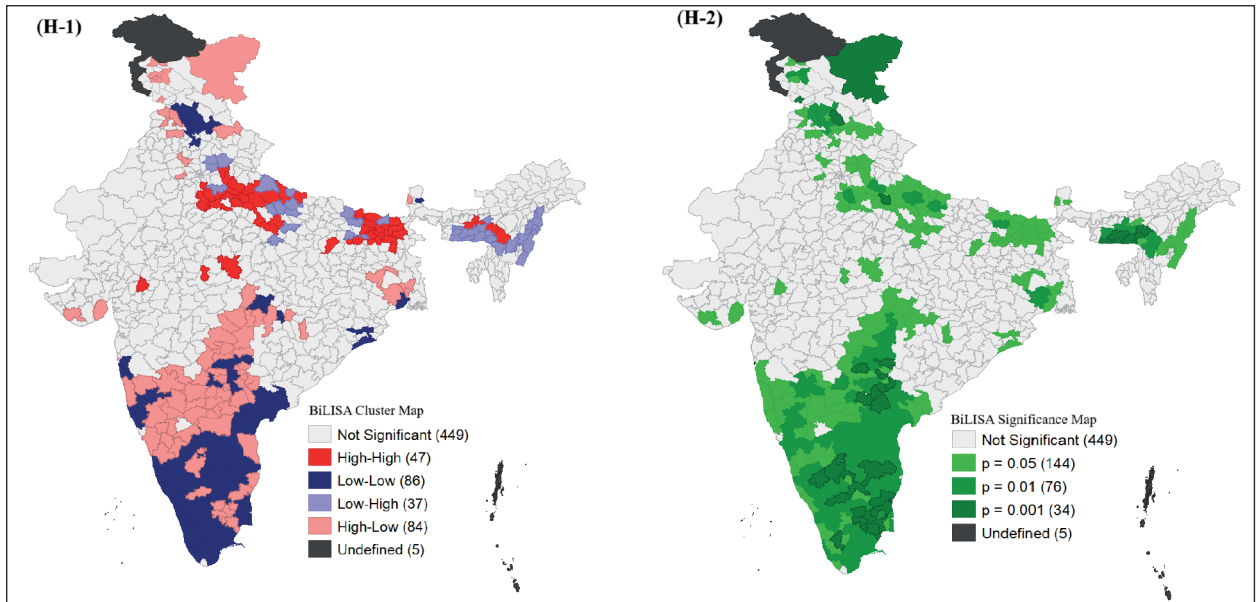 (H-1)
BiLISA Cluster Map
Not Significant (449)
High-High (47)
Low-Low (86)
Low-High (37)
High-Low (84)
Undefined (5)
(H-2)
BiLISA Significance Map
Not Significant (449)
p = 0.05 (144)
p = 0.01 (76)
p = 0.001 (34)
Undefined (5)